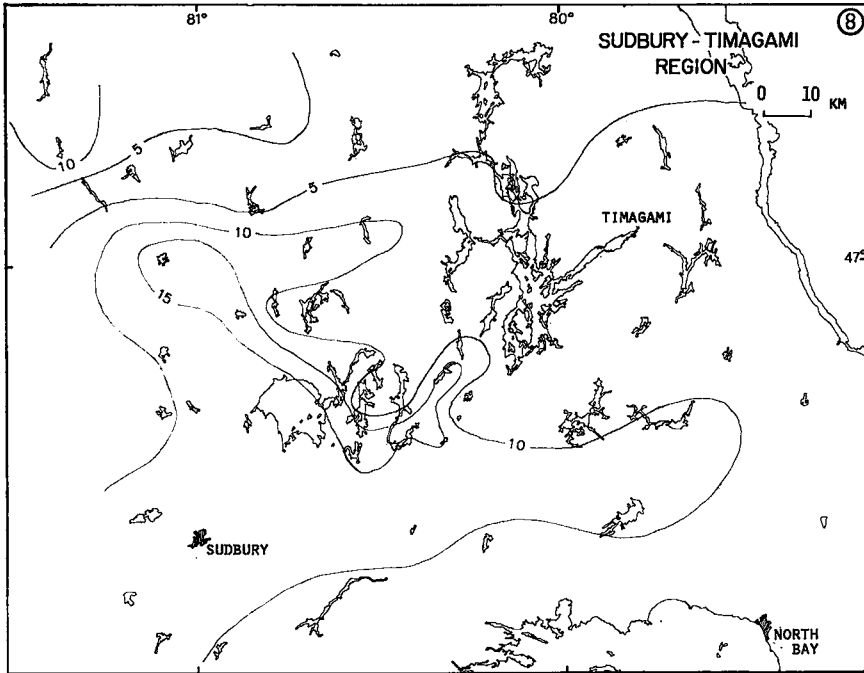 81°
80°
⑧
SUDBURY - TIMAGAMI
REGION
0 10 KM
5
10
5
TIMAGAMI
10
47°
15
10
SUDBURY
NORTH
BAY